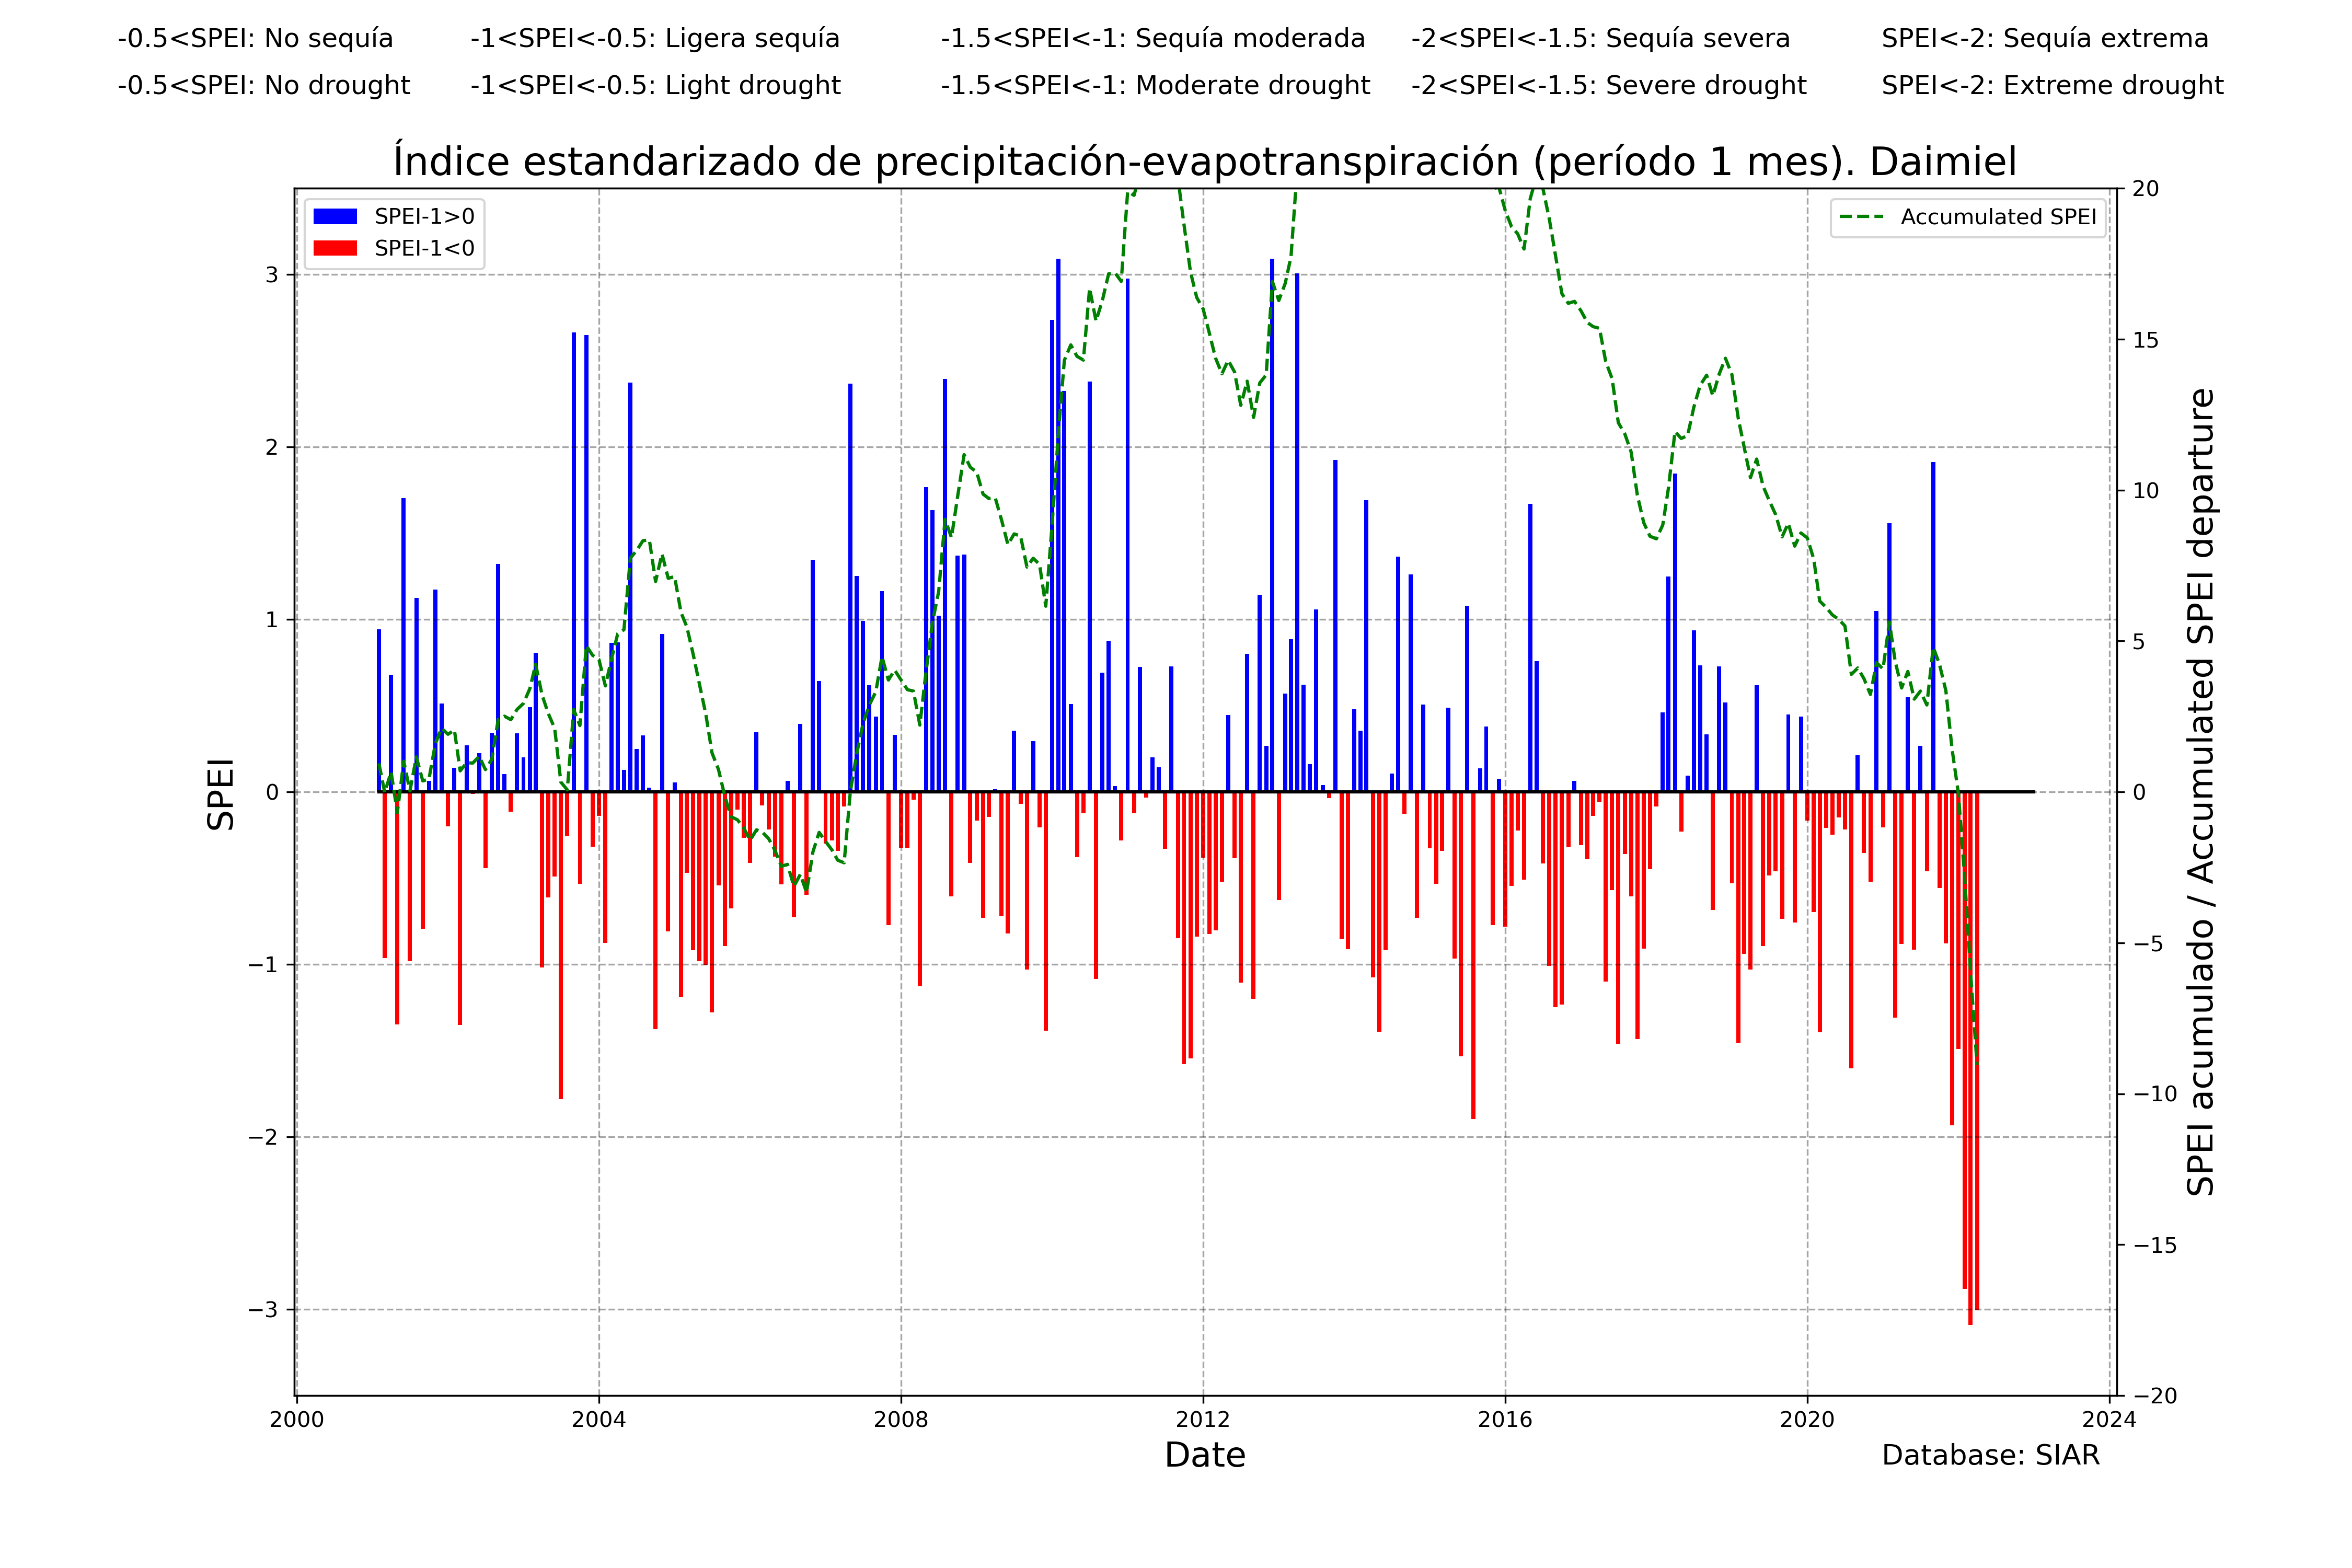 -0.5<SPEI: No sequía -1<SPEI<-0.5: Ligera sequía -1.5<SPEI<-1: Sequía moderada -2<SPEI<-1.5: Sequía severa SPEI<-2: Sequía extrema
-0.5<SPEI: No drought -1<SPEI<-0.5: Light drought -1.5<SPEI<-1: Moderate drought -2<SPEI<-1.5: Severe drought SPEI<-2: Extreme drought
Índice estandarizado de precipitación-evapotranspiración (período 1 mes). Daimiel
SPEI-1>0
SPEI-1<0
Accumulated SPEI
SPEI
3
2
1
0
−1
−2
−3
20
15
10
5
0
−5
−10
−15
−20
SPEI acumulado / Accumulated SPEI departure
2000 2004 2008 2012 2016 2020 2024
Date
Database: SIAR